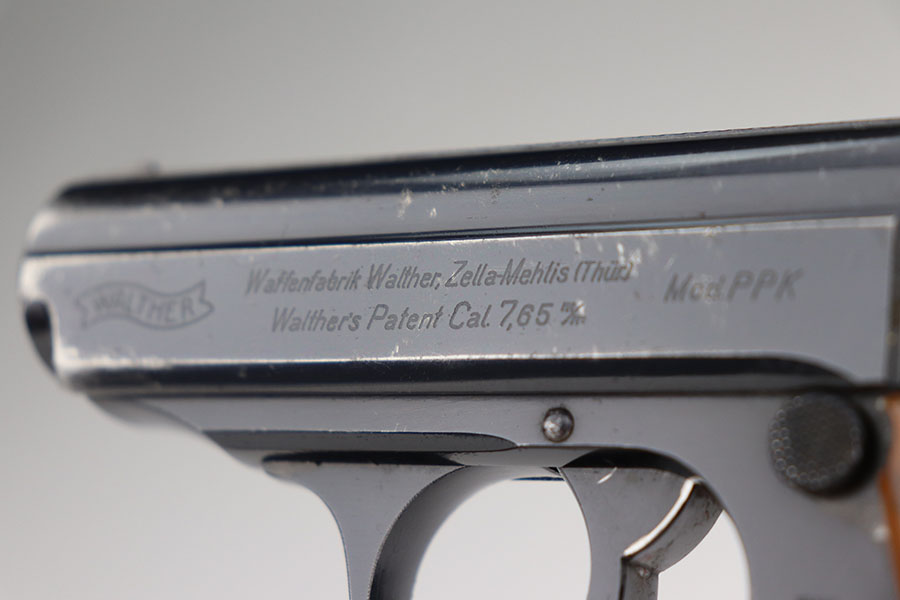 WALTHER
Waffenfabrik Walther, Zella-Mehlis (Thür)
Walther's Patent Cal. 7,65 m/m
Mod. PPK